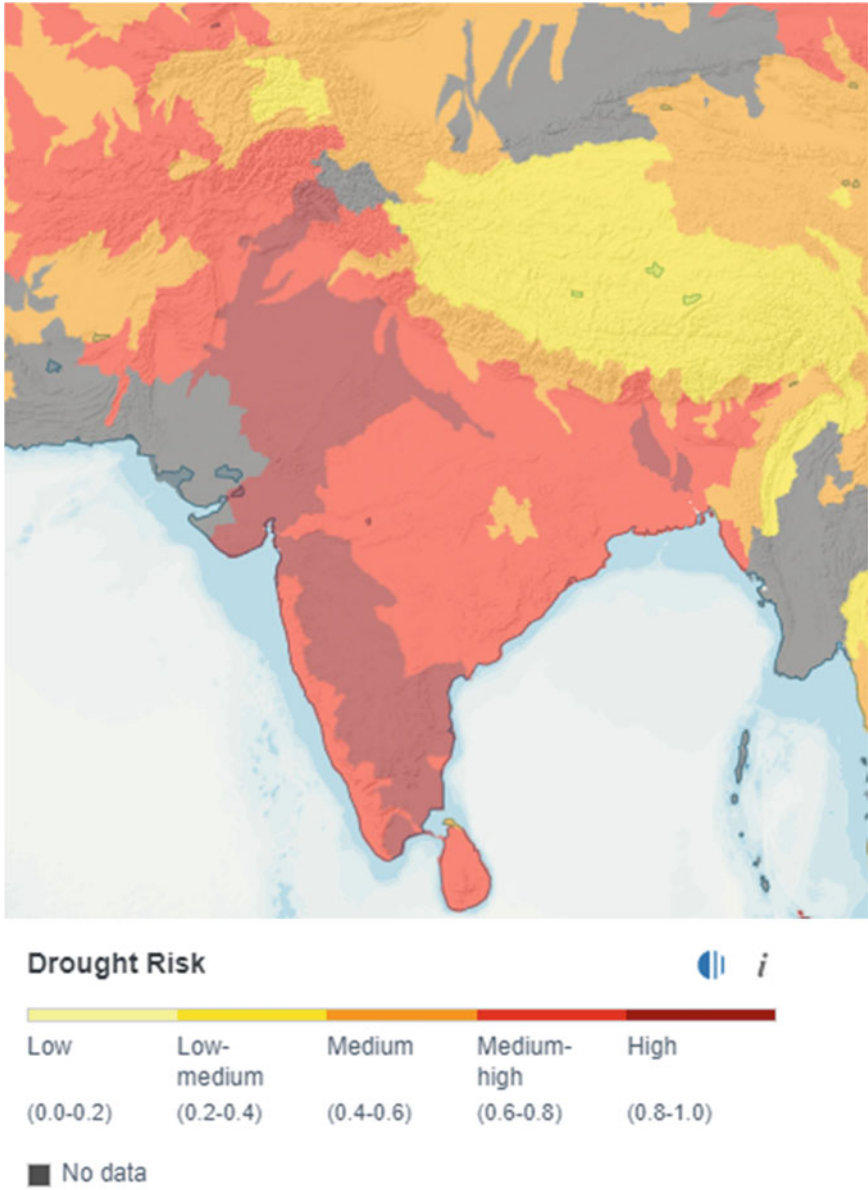 Drought Risk
i
Low
Low-
medium
Medium
Medium-
high
High
(0.0-0.2)
(0.2-0.4)
(0.4-0.6)
(0.6-0.8)
(0.8-1.0)
No data